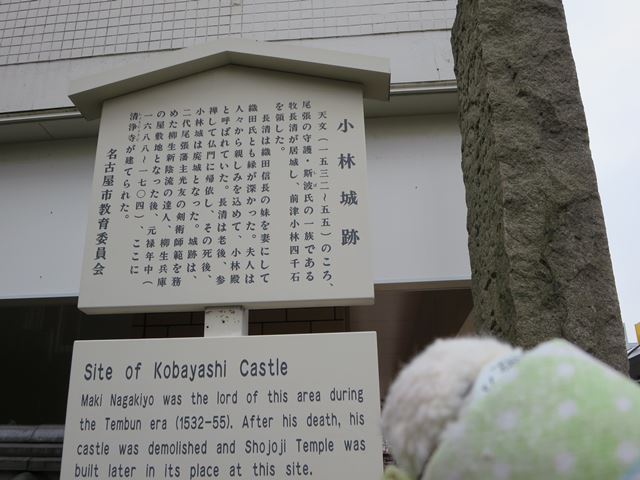 小林城跡
天文(一五三二~五五)のころ、
尾張の守護・斯波氏の一族である
牧長清が居城し、前津小林四千石
を領した。
長清は織田信長の妹を妻にして
織田氏とも縁が深かった。夫人は
人々から親しみを込めて、小林殿
と呼ばれていた。長清は老後、参
禅して仏門に帰依し、その死後、
小林城は廃城となった。城跡は、
二代尾張藩主光友の剣術師範を務
めた柳生新陰流の達人、柳生兵庫
の屋敷地となった後、元禄年中(
一六八八~一七〇四)、ここに
清浄寺が建てられた。
名古屋市教育委員会
Site of Kobayashi Castle
Maki Nagakiyo was the lord of this area during
the Tembun era (1532-55). After his death, his
castle was demolished and Shojoji Temple was
built later in its place at this site.